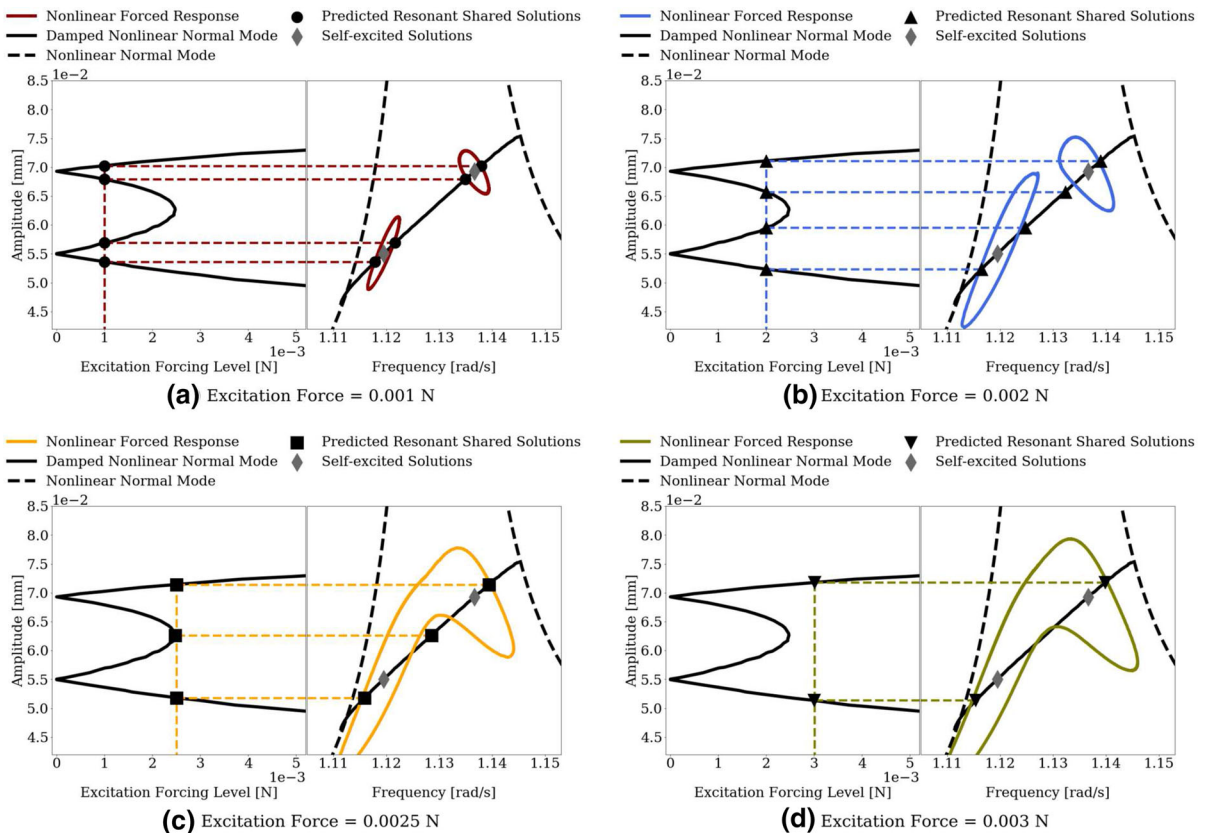 Nonlinear Forced Response
Predicted Resonant Shared Solutions
Damped Nonlinear Normal Mode
Self-excited Solutions
Nonlinear Normal Mode
1e−2
8.5
8.0
7.5
7.0
6.5
6.0
5.5
5.0
4.5
Amplitude [mm]
0 1 2 3 4 5
1e−3
1.11 1.12 1.13 1.14 1.15
Excitation Forcing Level [N]
Frequency [rad/s]
(a) Excitation Force = 0.001 N
Nonlinear Forced Response
Predicted Resonant Shared Solutions
Damped Nonlinear Normal Mode
Self-excited Solutions
Nonlinear Normal Mode
1e−2
8.5
8.0
7.5
7.0
6.5
6.0
5.5
5.0
4.5
Amplitude [mm]
0 1 2 3 4 5
1e−3
1.11 1.12 1.13 1.14 1.15
Excitation Forcing Level [N]
Frequency [rad/s]
(b) Excitation Force = 0.002 N
Nonlinear Forced Response
Predicted Resonant Shared Solutions
Damped Nonlinear Normal Mode
Self-excited Solutions
Nonlinear Normal Mode
1e−2
8.5
8.0
7.5
7.0
6.5
6.0
5.5
5.0
4.5
Amplitude [mm]
0 1 2 3 4 5
1e−3
1.11 1.12 1.13 1.14 1.15
Excitation Forcing Level [N]
Frequency [rad/s]
(c) Excitation Force = 0.0025 N
Nonlinear Forced Response
Predicted Resonant Shared Solutions
Damped Nonlinear Normal Mode
Self-excited Solutions
Nonlinear Normal Mode
1e−2
8.5
8.0
7.5
7.0
6.5
6.0
5.5
5.0
4.5
Amplitude [mm]
0 1 2 3 4 5
1e−3
1.11 1.12 1.13 1.14 1.15
Excitation Forcing Level [N]
Frequency [rad/s]
(d) Excitation Force = 0.003 N